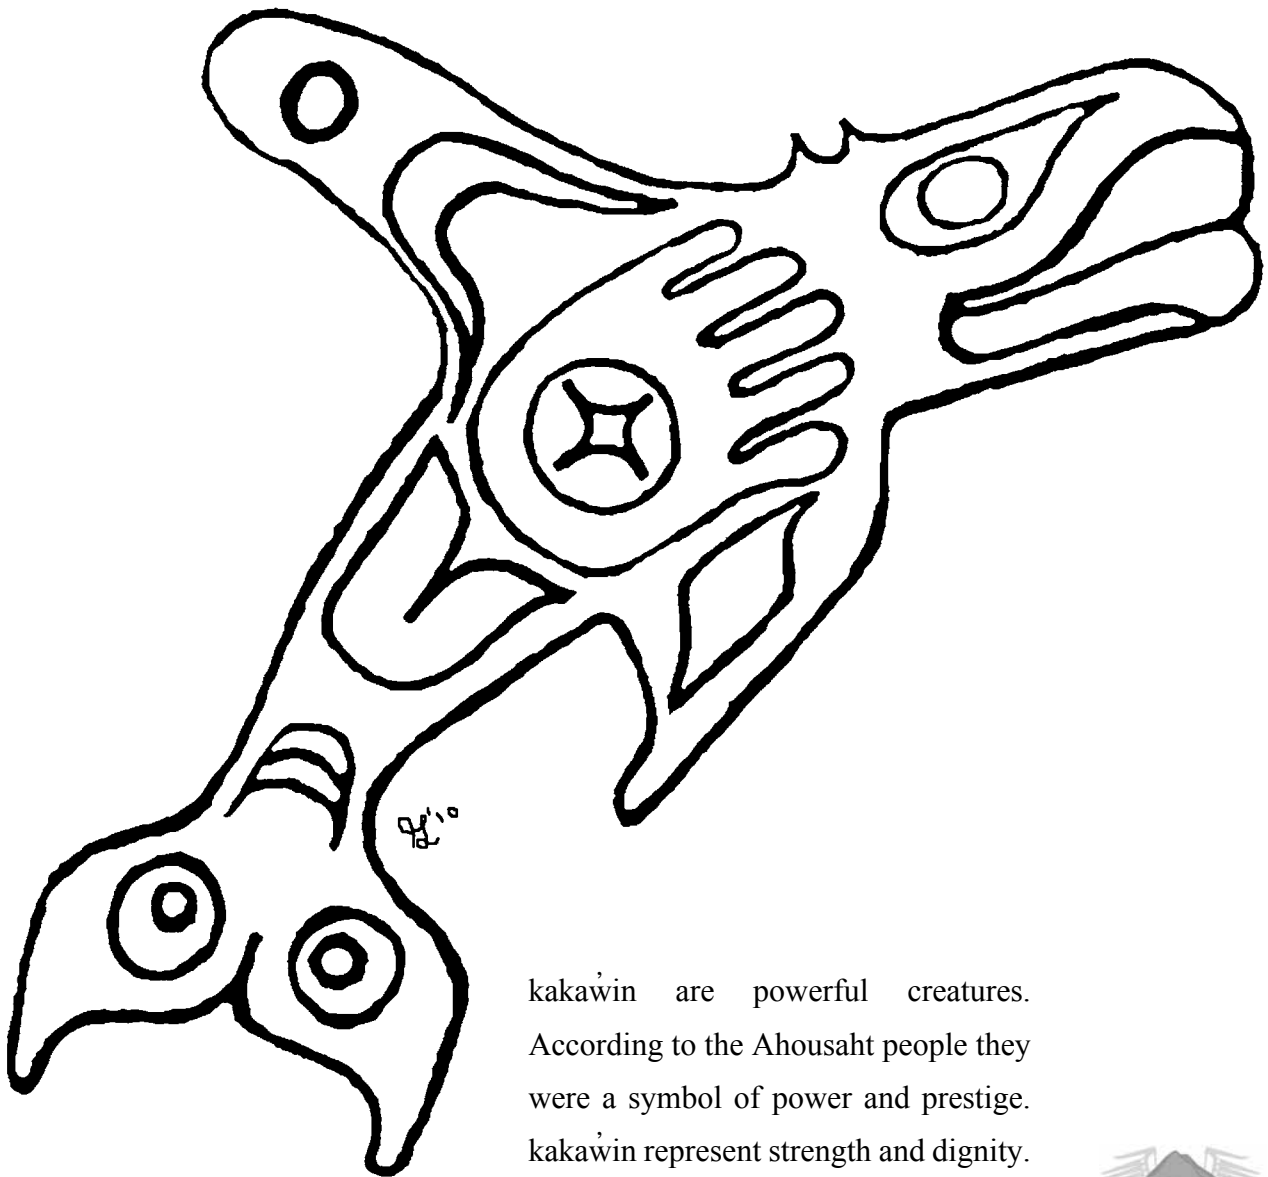 kakaw̓in are powerful creatures.
According to the Ahousaht people they
were a symbol of power and prestige.
kakaw̓in represent strength and dignity.